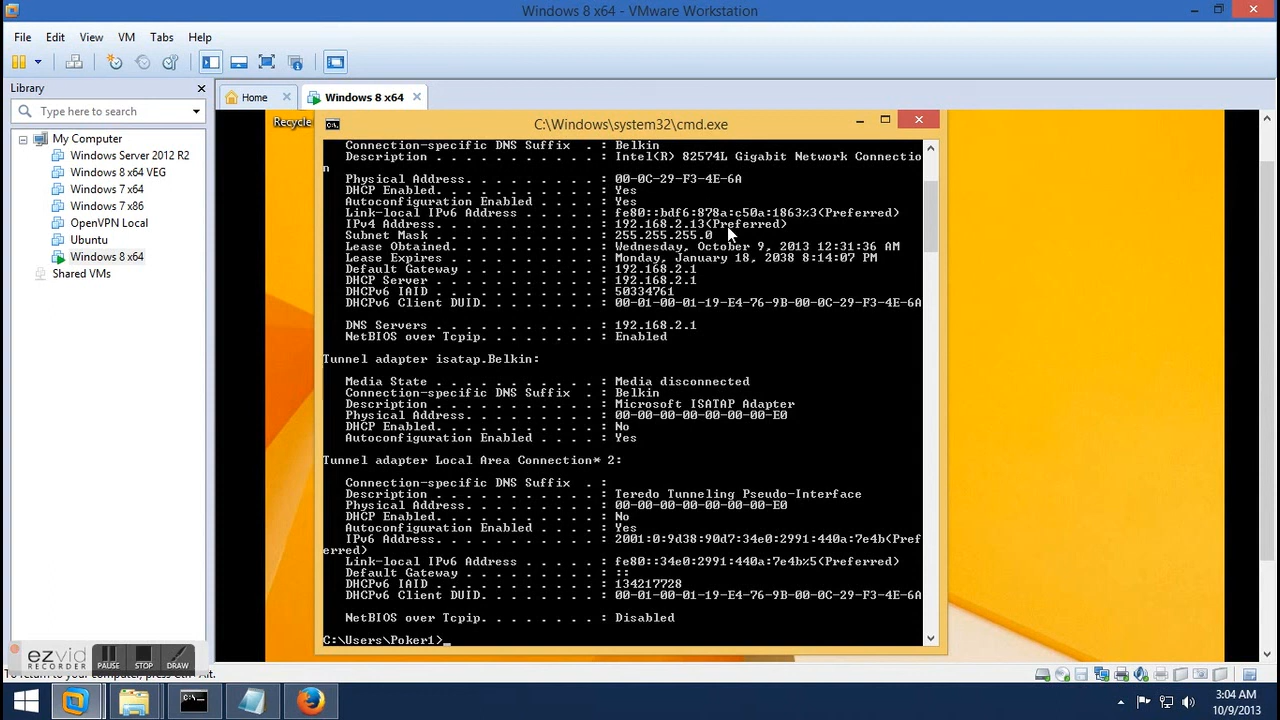 Windows 8 x64 - VMware Workstation
File Edit View VM Tabs Help
Library
Type here to search
My Computer
Windows Server 2012 R2
Windows 8 x64 VEG
Windows 7 x64
Windows 7 x86
OpenVPN Local
Ubuntu
Windows 8 x64
Shared VMs
Home
Windows 8 x64
Recycle
C:\Windows\system32\cmd.exe
Connection-specific DNS Suffix . : Belkin
Description . . . . . . . . . . . : Intel(R) 82574L Gigabit Network Connectio
n
Physical Address. . . . . . . . . : 00-0C-29-F3-4E-6A
DHCP Enabled. . . . . . . . . . . : Yes
Autoconfiguration Enabled . . . . : Yes
Link-local IPv6 Address . . . . . : fe80::bdf6:878a:c50a:1863%3(Preferred)
IPv4 Address. . . . . . . . . . . : 192.168.2.13(Preferred)
Subnet Mask . . . . . . . . . . . : 255.255.255.0
Lease Obtained. . . . . . . . . . : Wednesday, October 9, 2013 12:31:36 AM
Lease Expires . . . . . . . . . . : Monday, January 18, 2038 8:14:07 PM
Default Gateway . . . . . . . . . : 192.168.2.1
DHCP Server . . . . . . . . . . . : 192.168.2.1
DHCPv6 IAID . . . . . . . . . . . : 50334761
DHCPv6 Client DUID. . . . . . . . : 00-01-00-01-19-E4-76-9B-00-0C-29-F3-4E-6A
DNS Servers . . . . . . . . . . . : 192.168.2.1
NetBIOS over Tcpip. . . . . . . . : Enabled
Tunnel adapter isatap.Belkin:
Media State . . . . . . . . . . . : Media disconnected
Connection-specific DNS Suffix . : Belkin
Description . . . . . . . . . . . : Microsoft ISATAP Adapter
Physical Address. . . . . . . . . : 00-00-00-00-00-00-00-E0
DHCP Enabled. . . . . . . . . . . : No
Autoconfiguration Enabled . . . . : Yes
Tunnel adapter Local Area Connection* 2:
Connection-specific DNS Suffix . :
Description . . . . . . . . . . . : Teredo Tunneling Pseudo-Interface
Physical Address. . . . . . . . . : 00-00-00-00-00-00-00-E0
DHCP Enabled. . . . . . . . . . . : No
Autoconfiguration Enabled . . . . : Yes
IPv6 Address. . . . . . . . . . . : 2001:0:9d38:90d7:34e0:2991:440a:7e4b(Pref
erred)
Link-local IPv6 Address . . . . . : fe80::34e0:2991:440a:7e4b%5(Preferred)
Default Gateway . . . . . . . . . : ::
DHCPv6 IAID . . . . . . . . . . . : 134217728
DHCPv6 Client DUID. . . . . . . . : 00-01-00-01-19-E4-76-9B-00-0C-29-F3-4E-6A
NetBIOS over Tcpip. . . . . . . . : Disabled
C:\Users\Poker1>_
ezvid
RECORDER
PAUSE STOP DRAW
to return to your computer, press Ctrl+Alt.
3:04 AM
10/9/2013